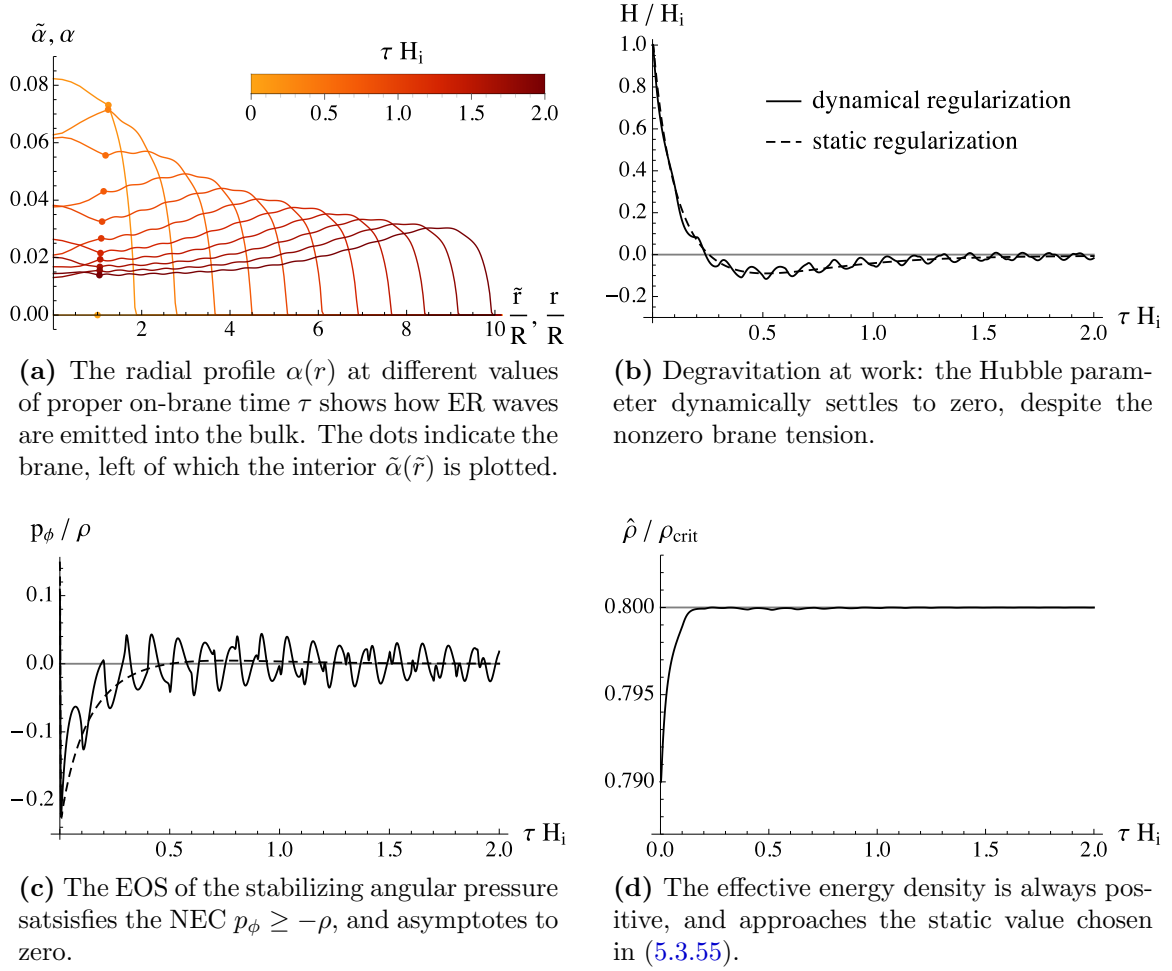 α̃, α
τ H_i
0 0.5 1.0 1.5 2.0
0.08
0.06
0.04
0.02
0.00
2 4 6 8 10
r̃/R, r/R
(a) The radial profile α(r) at different values
of proper on-brane time τ shows how ER waves
are emitted into the bulk. The dots indicate the
brane, left of which the interior α̃(r̃) is plotted.
H / H_i
1.0
0.8
0.6
0.4
0.2
0.0
−0.2
dynamical regularization
static regularization
0.5 1.0 1.5 2.0
τ H_i
(b) Degravitation at work: the Hubble param-
eter dynamically settles to zero, despite the
nonzero brane tension.
p_ϕ / ρ
0.1
0.0
−0.1
−0.2
0.5 1.0 1.5 2.0
τ H_i
(c) The EOS of the stabilizing angular pressure
satsisfies the NEC p_ϕ ≥ −ρ, and asymptotes to
zero.
ρ̂ / ρ_crit
0.800
0.795
0.790
0.0 0.5 1.0 1.5 2.0
τ H_i
(d) The effective energy density is always pos-
itive, and approaches the static value chosen
in (5.3.55).